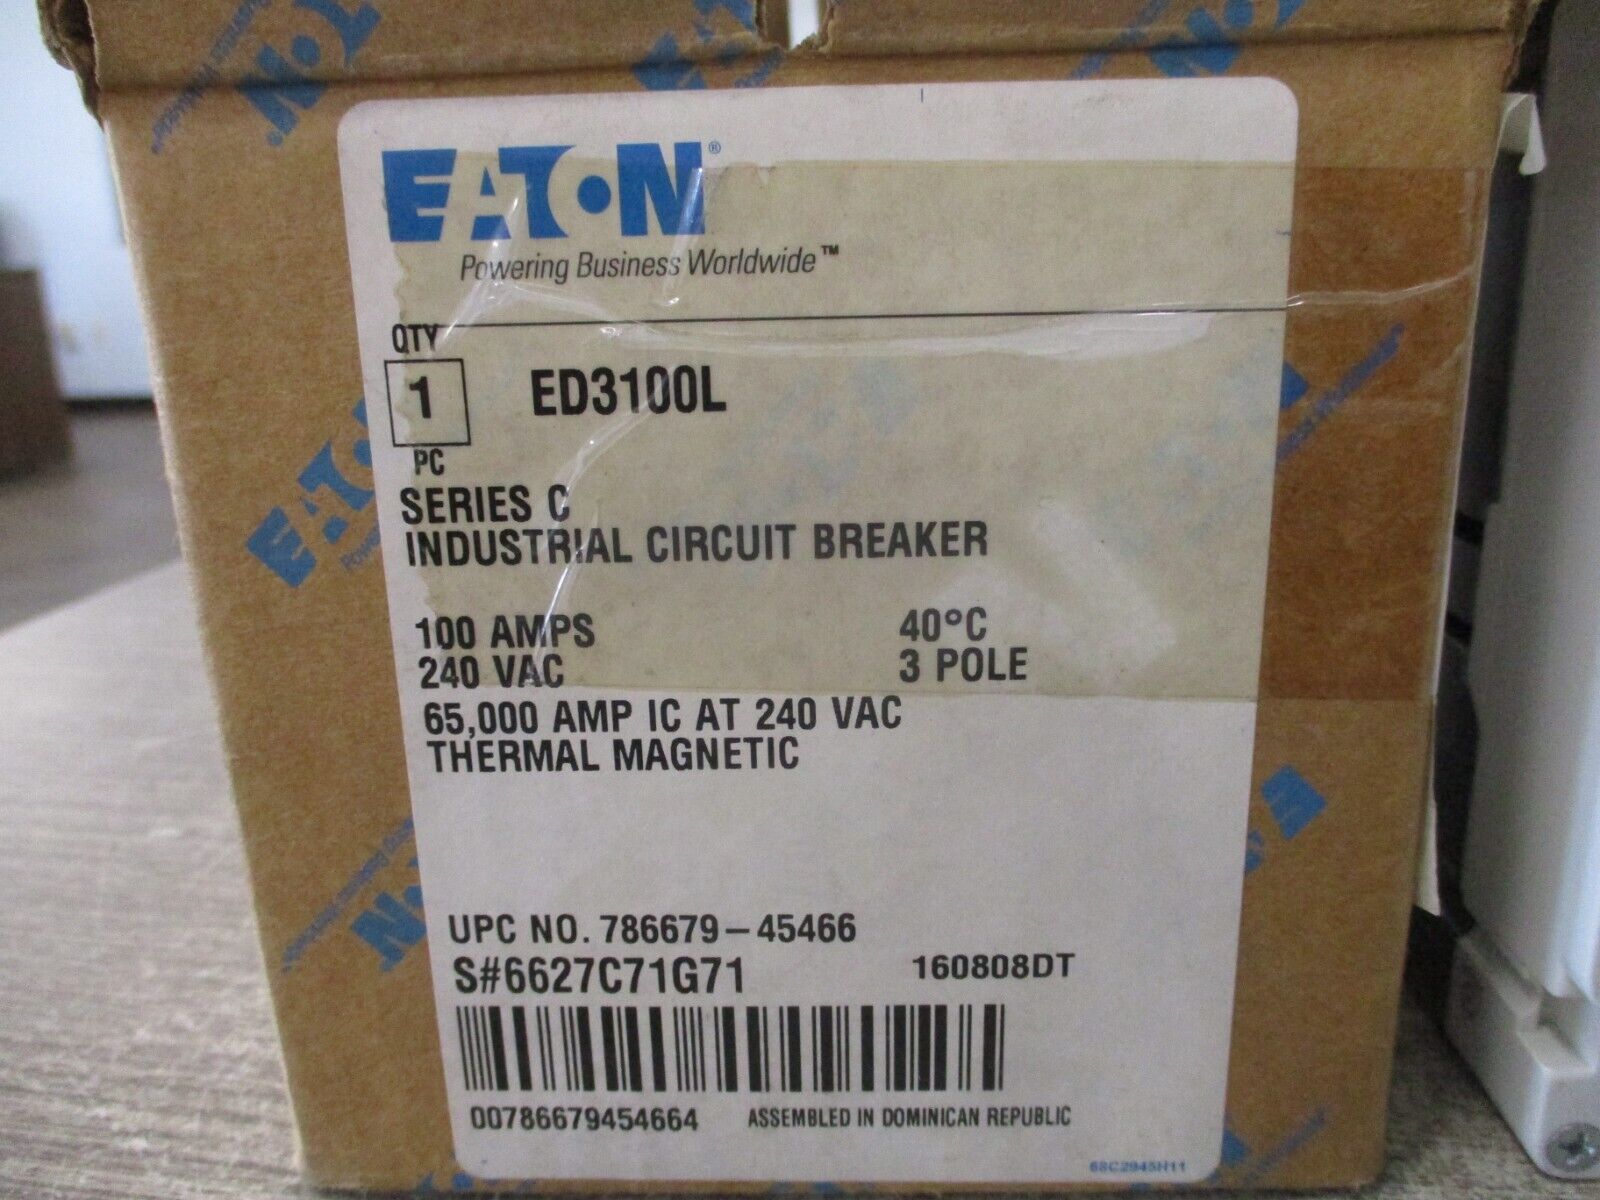 EATON®
Powering Business Worldwide™
QTY
1 ED3100L
PC
SERIES C
INDUSTRIAL CIRCUIT BREAKER
100 AMPS 40°C
240 VAC 3 POLE
65,000 AMP IC AT 240 VAC
THERMAL MAGNETIC
UPC NO. 786679-45466
S#6627C71G71 160808DT
00786679454664 ASSEMBLED IN DOMINICAN REPUBLIC
68C2945H11